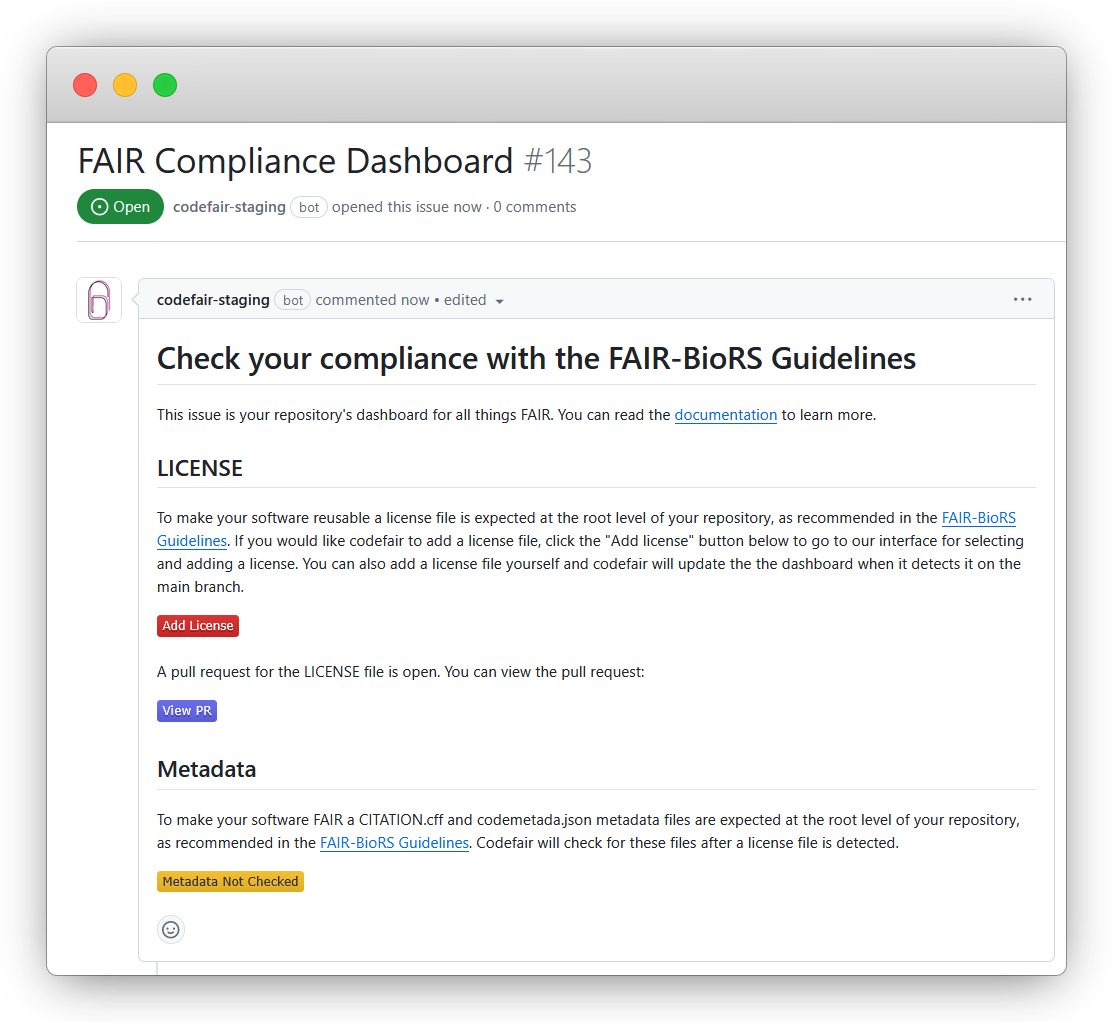 FAIR Compliance Dashboard #143
Open codefair-staging bot opened this issue now · 0 comments
codefair-staging bot commented now • edited
Check your compliance with the FAIR-BioRS Guidelines
This issue is your repository's dashboard for all things FAIR. You can read the documentation to learn more.
LICENSE
To make your software reusable a license file is expected at the root level of your repository, as recommended in the FAIR-BioRS
Guidelines. If you would like codefair to add a license file, click the "Add license" button below to go to our interface for selecting
and adding a license. You can also add a license file yourself and codefair will update the the dashboard when it detects it on the
main branch.
Add License
A pull request for the LICENSE file is open. You can view the pull request:
View PR
Metadata
To make your software FAIR a CITATION.cff and codemetada.json metadata files are expected at the root level of your repository,
as recommended in the FAIR-BioRS Guidelines. Codefair will check for these files after a license file is detected.
Metadata Not Checked